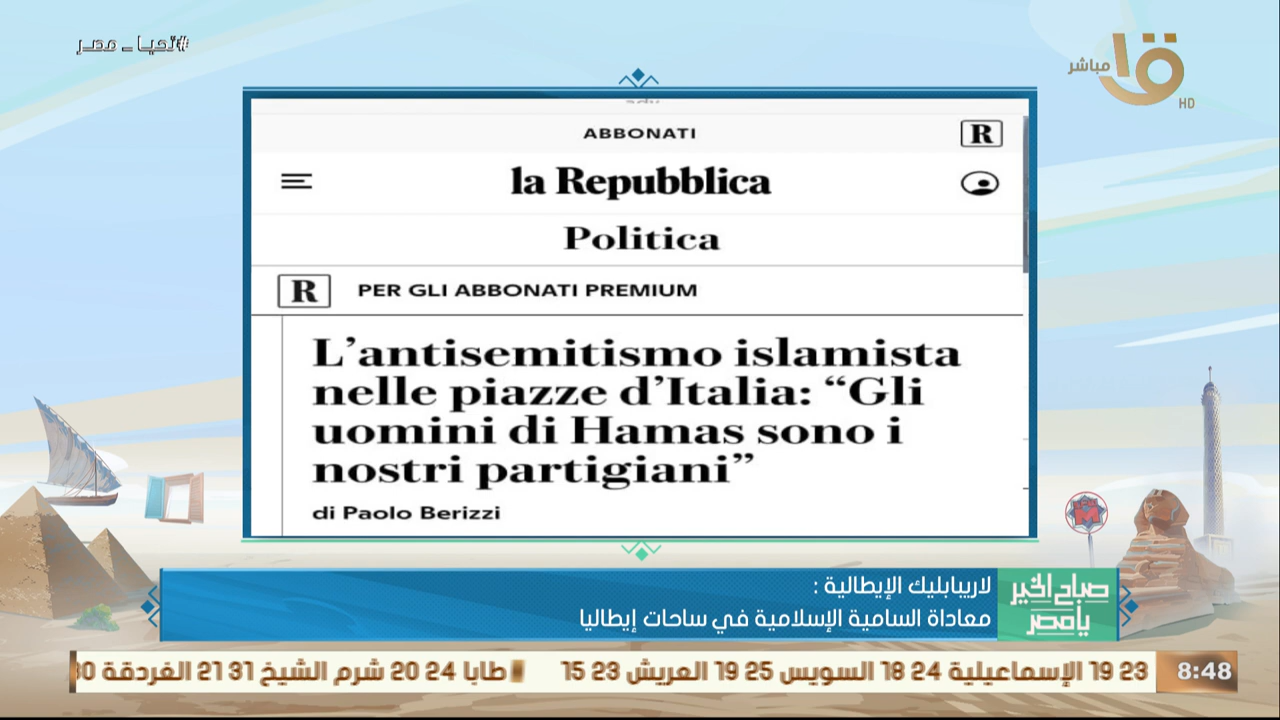 #تحيا_مصر
مباشر
HD
ABBONATI
R
la Repubblica
Politica
R PER GLI ABBONATI PREMIUM
L'antisemitismo islamista
nelle piazze d'Italia: “Gli
uomini di Hamas sono i
nostri partigiani”
di Paolo Berizzi
صباح الخير
يا مصر
لاريبابليك الإيطالية :
معاداة السامية الإسلامية في ساحات إيطاليا
8:48
23 19 الإسماعيلية 24 18 السويس 25 19 العريش 23 15 طابا 24 20 شرم الشيخ 31 21 الغردقة